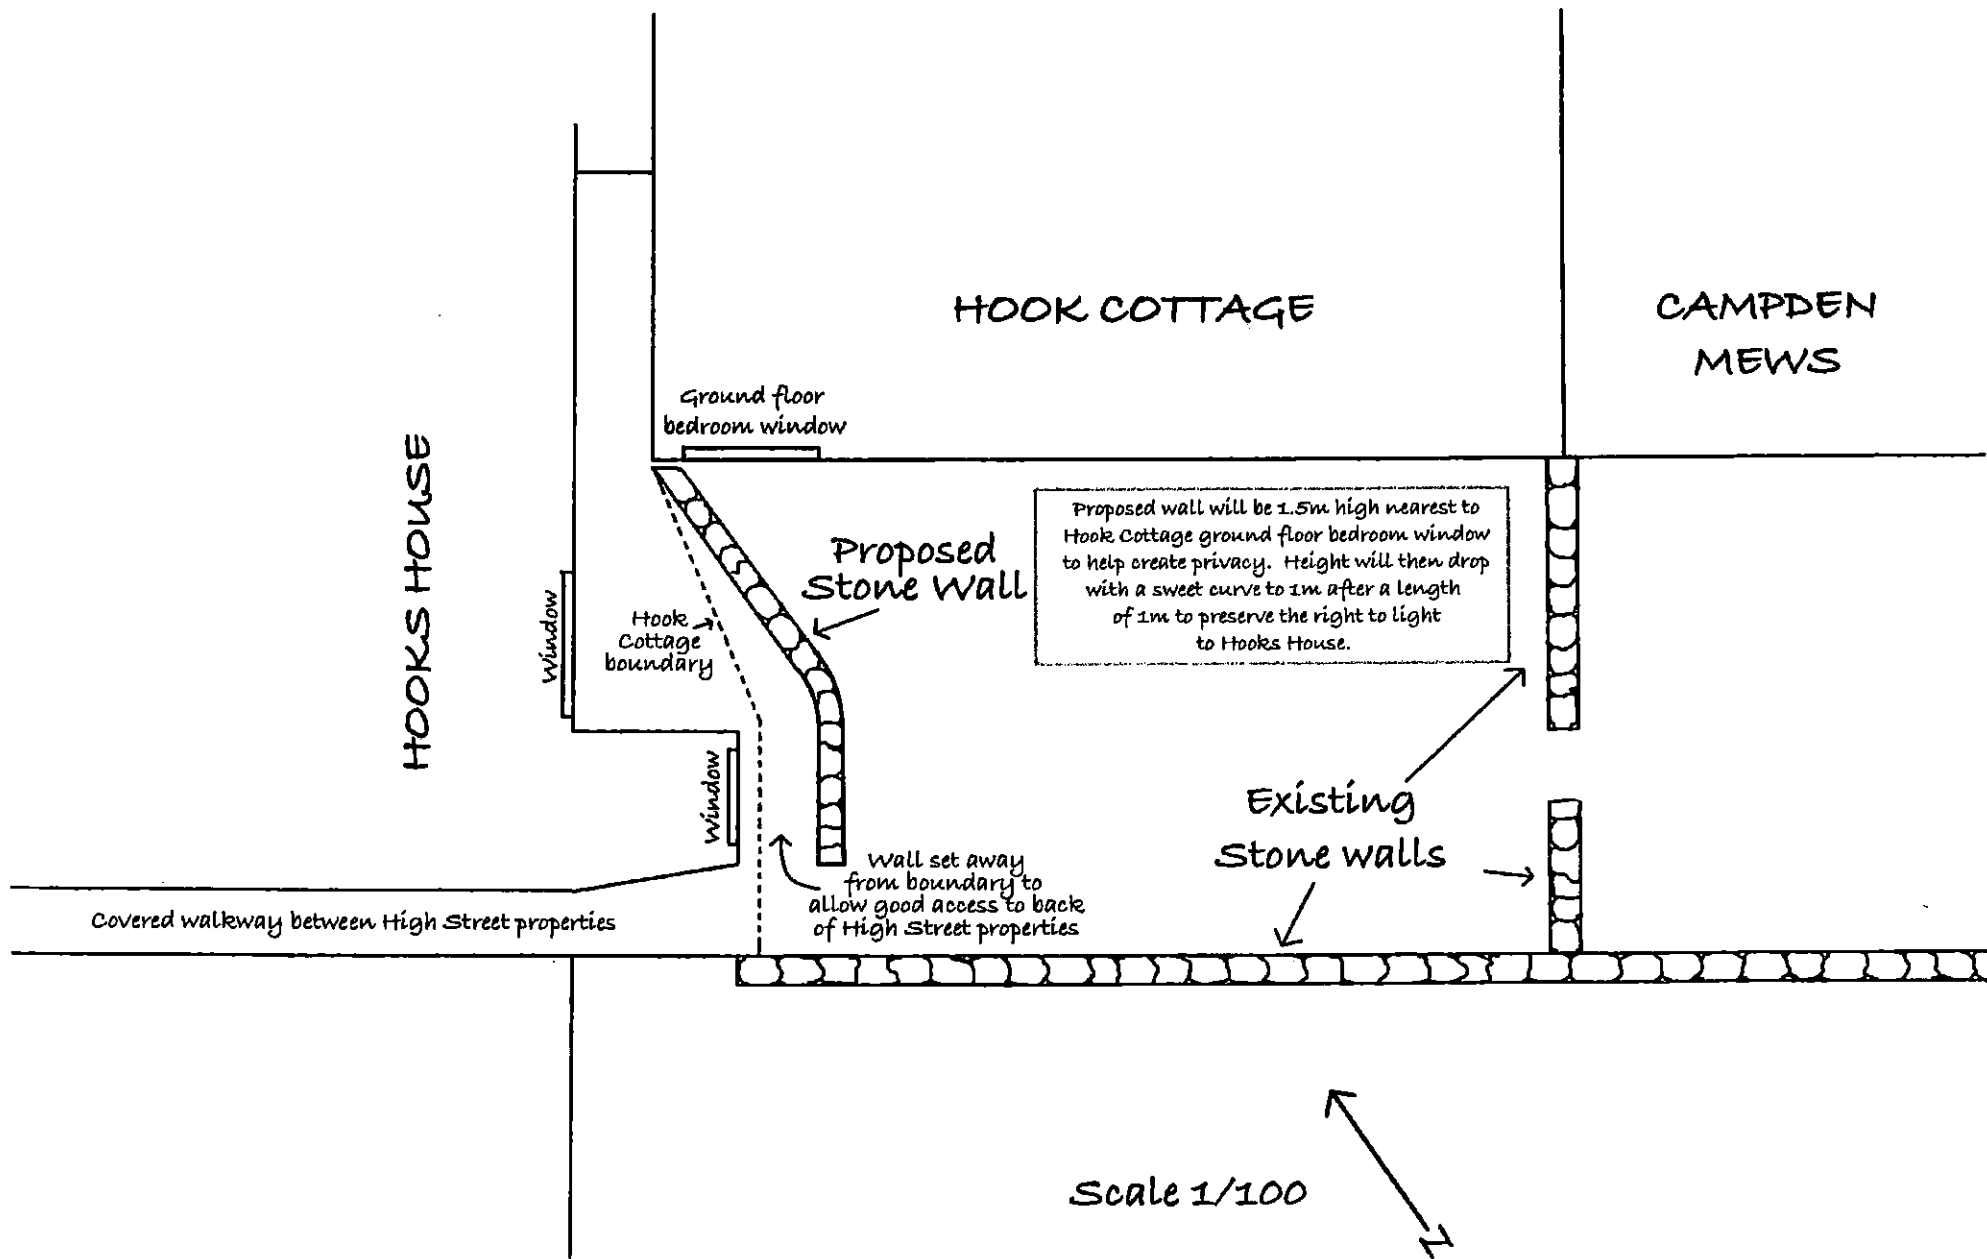 HOOK COTTAGE
CAMPDEN
MEWS
HOOKS HOUSE
Ground floor
bedroom window
Proposed wall will be 1.5m high nearest to
Hook Cottage ground floor bedroom window
to help create privacy. Height will then drop
with a sweet curve to 1m after a length
of 1m to preserve the right to light
to Hooks House.
Proposed
Stone Wall
Window
Hook
Cottage
boundary
Window
Existing
Stone walls
Wall set away
from boundary to
allow good access to back
of High Street properties
Covered walkway between High Street properties
Scale 1/100
N